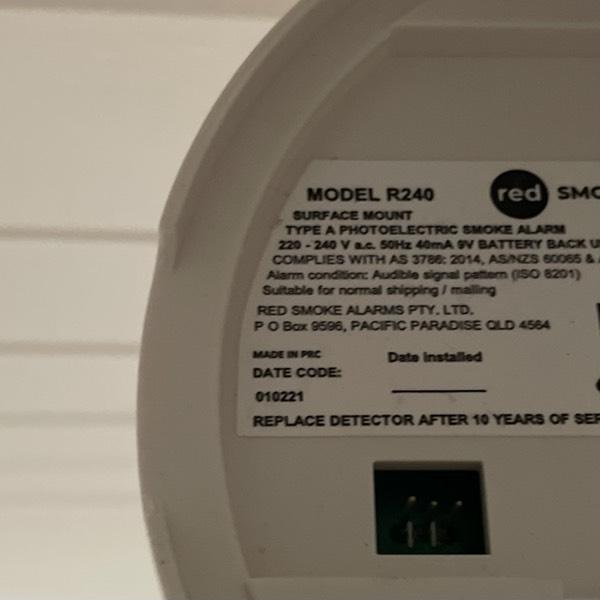 MODEL R240
red SMO
SURFACE MOUNT
TYPE A PHOTOELECTRIC SMOKE ALARM
220 - 240 V a.c. 50Hz 40mA 9V BATTERY BACK U
COMPLIES WITH AS 3786: 2014, AS/NZS 60065 &
Alarm condition: Audible signal pattern (ISO 8201)
Suitable for normal shipping / mailing
RED SMOKE ALARMS PTY. LTD.
P O Box 9596, PACIFIC PARADISE QLD 4564
MADE IN PRC
Date installed
DATE CODE:
010221
REPLACE DETECTOR AFTER 10 YEARS OF SER